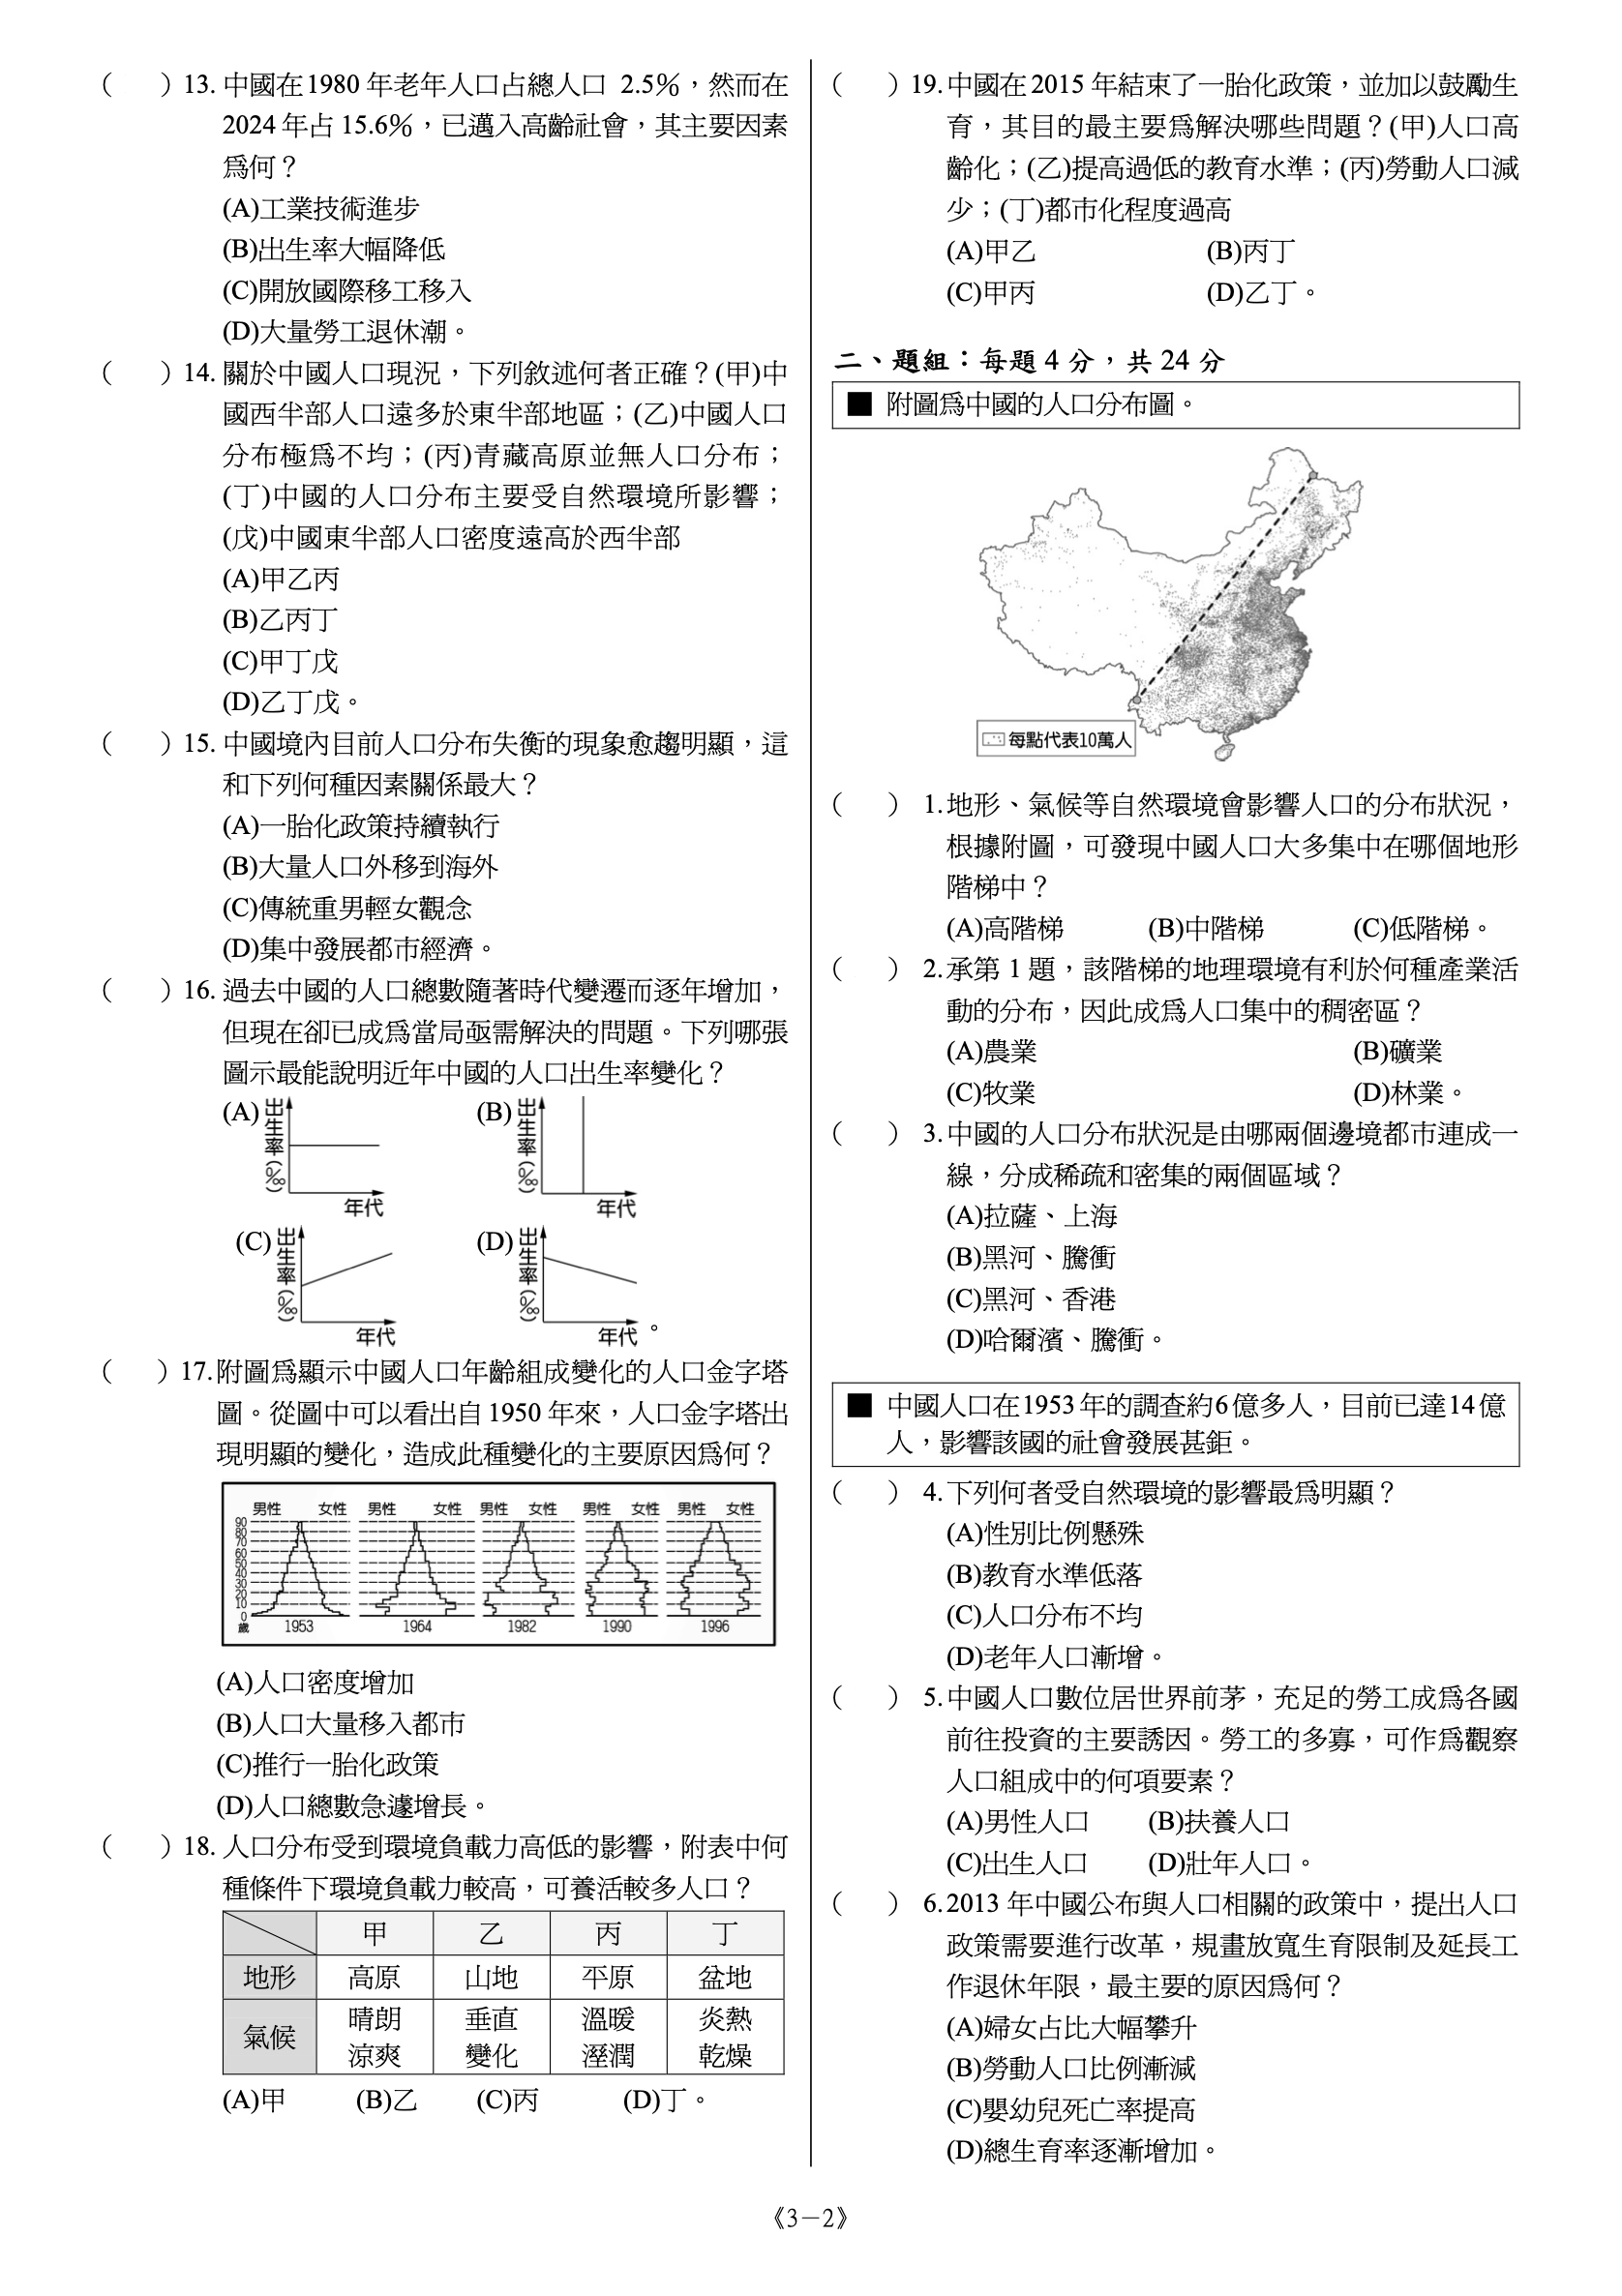 (　　) 13. 中國在1980 年老年人口占總人口 2.5%，然而在
2024 年占 15.6%，已邁入高齡社會，其主要因素
為何？
(A)工業技術進步
(B)出生率大幅降低
(C)開放國際移工移入
(D)大量勞工退休潮。
(　　) 14. 關於中國人口現況，下列敘述何者正確？(甲)中
國西半部人口遠多於東半部地區；(乙)中國人口
分布極為不均；(丙)青藏高原並無人口分布；
(丁)中國的人口分布主要受自然環境所影響；
(戊)中國東半部人口密度遠高於西半部
(A)甲乙丙
(B)乙丙丁
(C)甲丁戊
(D)乙丁戊。
(　　) 15. 中國境內目前人口分布失衡的現象愈趨明顯，這
和下列何種因素關係最大？
(A)一胎化政策持續執行
(B)大量人口外移到海外
(C)傳統重男輕女觀念
(D)集中發展都市經濟。
(　　) 16. 過去中國的人口總數隨著時代變遷而逐年增加，
但現在卻已成為當局亟需解決的問題。下列哪張
圖示最能說明近年中國的人口出生率變化？
(A) 出生率(‰) 年代 (B) 出生率(‰) 年代
(C) 出生率(‰) 年代 (D) 出生率(‰) 年代 。
(　　) 17. 附圖為顯示中國人口年齡組成變化的人口金字塔
圖。從圖中可以看出自 1950 年來，人口金字塔出
現明顯的變化，造成此種變化的主要原因為何？
男性 女性 男性 女性 男性 女性 男性 女性 男性 女性
90
80
70
60
50
40
30
20
10
0
歲 1953 1964 1982 1990 1996
(A)人口密度增加
(B)人口大量移入都市
(C)推行一胎化政策
(D)人口總數急遽增長。
(　　) 18. 人口分布受到環境負載力高低的影響，附表中何
種條件下環境負載力較高，可養活較多人口？
甲 乙 丙 丁
地形 高原 山地 平原 盆地
氣候 晴朗涼爽 垂直變化 溫暖溼潤 炎熱乾燥
(A)甲 (B)乙 (C)丙 (D)丁。
(　　) 19. 中國在 2015 年結束了一胎化政策，並加以鼓勵生
育，其目的最主要為解決哪些問題？(甲)人口高
齡化；(乙)提高過低的教育水準；(丙)勞動人口減
少；(丁)都市化程度過高
(A)甲乙 (B)丙丁
(C)甲丙 (D)乙丁。
二、題組：每題 4 分，共 24 分
■ 附圖為中國的人口分布圖。
每點代表10萬人
(　　) 1. 地形、氣候等自然環境會影響人口的分布狀況，
根據附圖，可發現中國人口大多集中在哪個地形
階梯中？
(A)高階梯 (B)中階梯 (C)低階梯。
(　　) 2. 承第 1 題，該階梯的地理環境有利於何種產業活
動的分布，因此成為人口集中的稠密區？
(A)農業 (B)礦業
(C)牧業 (D)林業。
(　　) 3. 中國的人口分布狀況是由哪兩個邊境都市連成一
線，分成稀疏和密集的兩個區域？
(A)拉薩、上海
(B)黑河、騰衝
(C)黑河、香港
(D)哈爾濱、騰衝。
■ 中國人口在1953 年的調查約6 億多人，目前已達14 億
人，影響該國的社會發展甚鉅。
(　　) 4. 下列何者受自然環境的影響最為明顯？
(A)性別比例懸殊
(B)教育水準低落
(C)人口分布不均
(D)老年人口漸增。
(　　) 5. 中國人口數位居世界前茅，充足的勞工成為各國
前往投資的主要誘因。勞工的多寡，可作為觀察
人口組成中的何項要素？
(A)男性人口 (B)扶養人口
(C)出生人口 (D)壯年人口。
(　　) 6. 2013 年中國公布與人口相關的政策中，提出人口
政策需要進行改革，規畫放寬生育限制及延長工
作退休年限，最主要的原因為何？
(A)婦女占比大幅攀升
(B)勞動人口比例漸減
(C)嬰幼兒死亡率提高
(D)總生育率逐漸增加。
《3－2》